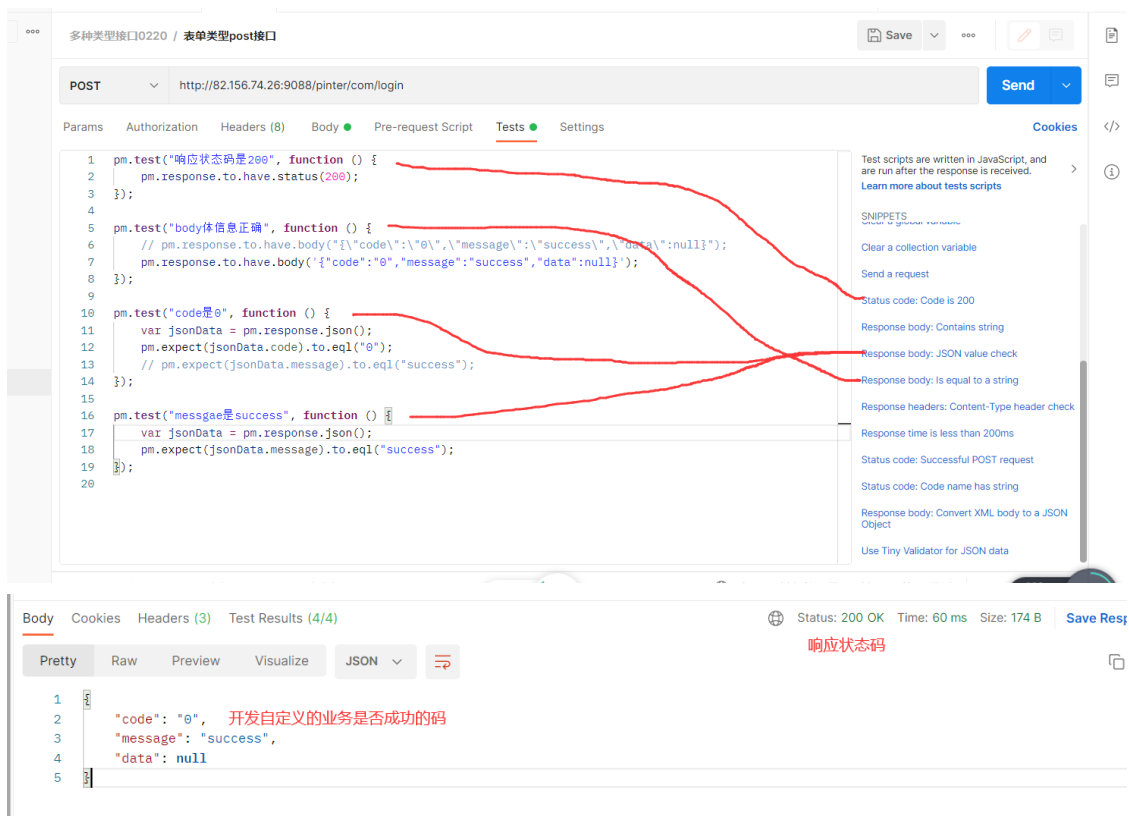 多种类型接口0220 / 表单类型post接口
Save
POST
http://82.156.74.26:9088/pinter/com/login
Send
Params Authorization Headers (8) Body Pre-request Script Tests Settings
Cookies
1 pm.test("响应状态码是200", function () {
2 pm.response.to.have.status(200);
3 });
4
5 pm.test("body体信息正确", function () {
6 // pm.response.to.have.body("{\"code\":\"0\",\"message\":\"success\",\"data\":null}");
7 pm.response.to.have.body('{"code":"0","message":"success","data":null}');
8 });
9
10 pm.test("code是0", function () {
11 var jsonData = pm.response.json();
12 pm.expect(jsonData.code).to.eql("0");
13 // pm.expect(jsonData.message).to.eql("success");
14 });
15
16 pm.test("messgae是success", function () {
17 var jsonData = pm.response.json();
18 pm.expect(jsonData.message).to.eql("success");
19 });
20
Test scripts are written in JavaScript, and
are run after the response is received.
Learn more about tests scripts
SNIPPETS
Clear a global variable
Clear a collection variable
Send a request
Status code: Code is 200
Response body: Contains string
Response body: JSON value check
Response body: Is equal to a string
Response headers: Content-Type header check
Response time is less than 200ms
Status code: Successful POST request
Status code: Code name has string
Response body: Convert XML body to a JSON
Object
Use Tiny Validator for JSON data
Body Cookies Headers (3) Test Results (4/4)
Status: 200 OK Time: 60 ms Size: 174 B Save Resp
响应状态码
Pretty Raw Preview Visualize JSON
1 {
2 "code": "0", 开发自定义的业务是否成功的码
3 "message": "success",
4 "data": null
5 }